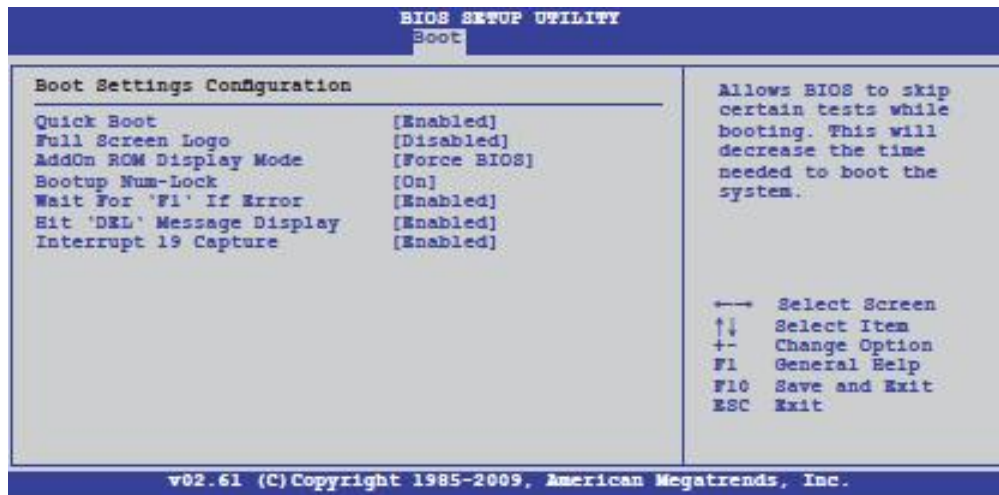 BIOS SETUP UTILITY
Boot
Boot Settings Configuration
Quick Boot [Enabled]
Full Screen Logo [Disabled]
AddOn ROM Display Mode [Force BIOS]
Bootup Num-Lock [On]
Wait For 'F1' If Error [Enabled]
Hit 'DEL' Message Display [Enabled]
Interrupt 19 Capture [Enabled]
Allows BIOS to skip
certain tests while
booting. This will
decrease the time
needed to boot the
system.
←→ Select Screen
↑↓ Select Item
+- Change Option
F1 General Help
F10 Save and Exit
ESC Exit
v02.61 (C)Copyright 1985-2009, American Megatrends, Inc.